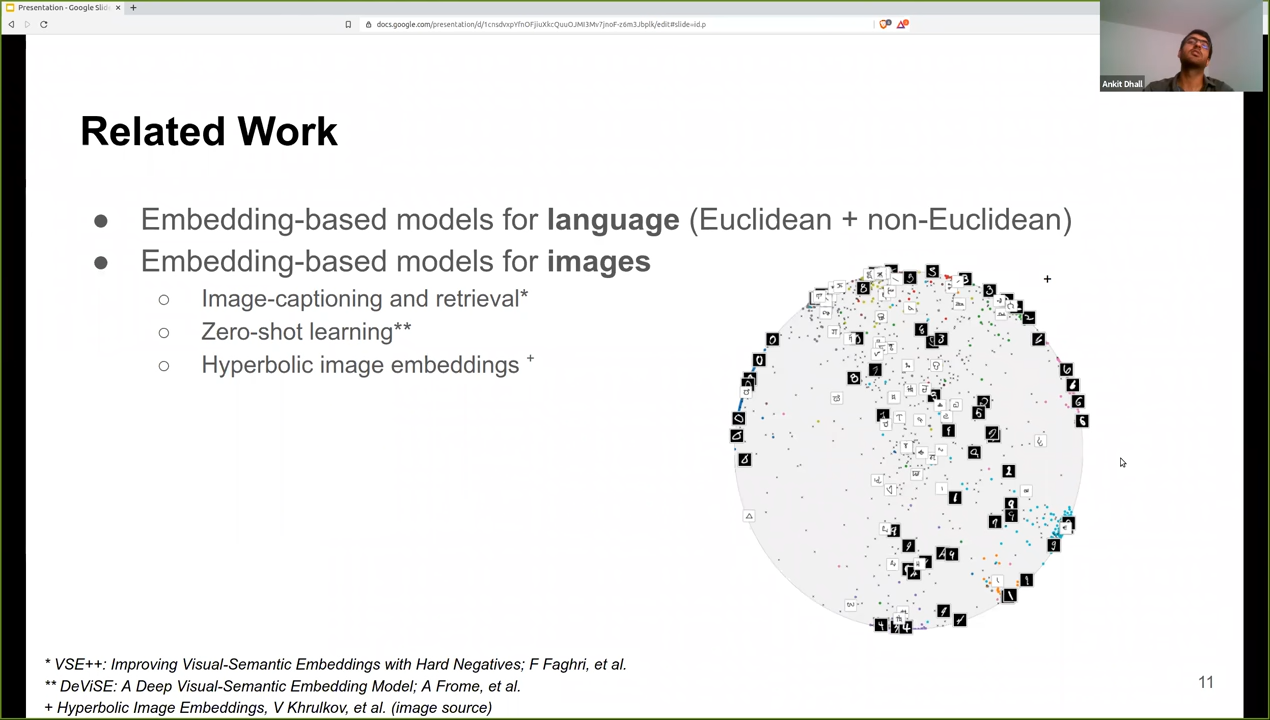 Presentation - Google Slid
docs.google.com/presentation/d/1cnsdvxpYfnOFjiuXkcQuuOJMI3Mv7jnoF-z6m3Jbplk/edit#slide=id.p
Ankit Dhall
Related Work
● Embedding-based models for language (Euclidean + non-Euclidean)
● Embedding-based models for images
○ Image-captioning and retrieval*
○ Zero-shot learning**
○ Hyperbolic image embeddings +
* VSE++: Improving Visual-Semantic Embeddings with Hard Negatives; F Faghri, et al.
** DeViSE: A Deep Visual-Semantic Embedding Model; A Frome, et al.
+ Hyperbolic Image Embeddings, V Khrulkov, et al. (image source)
11